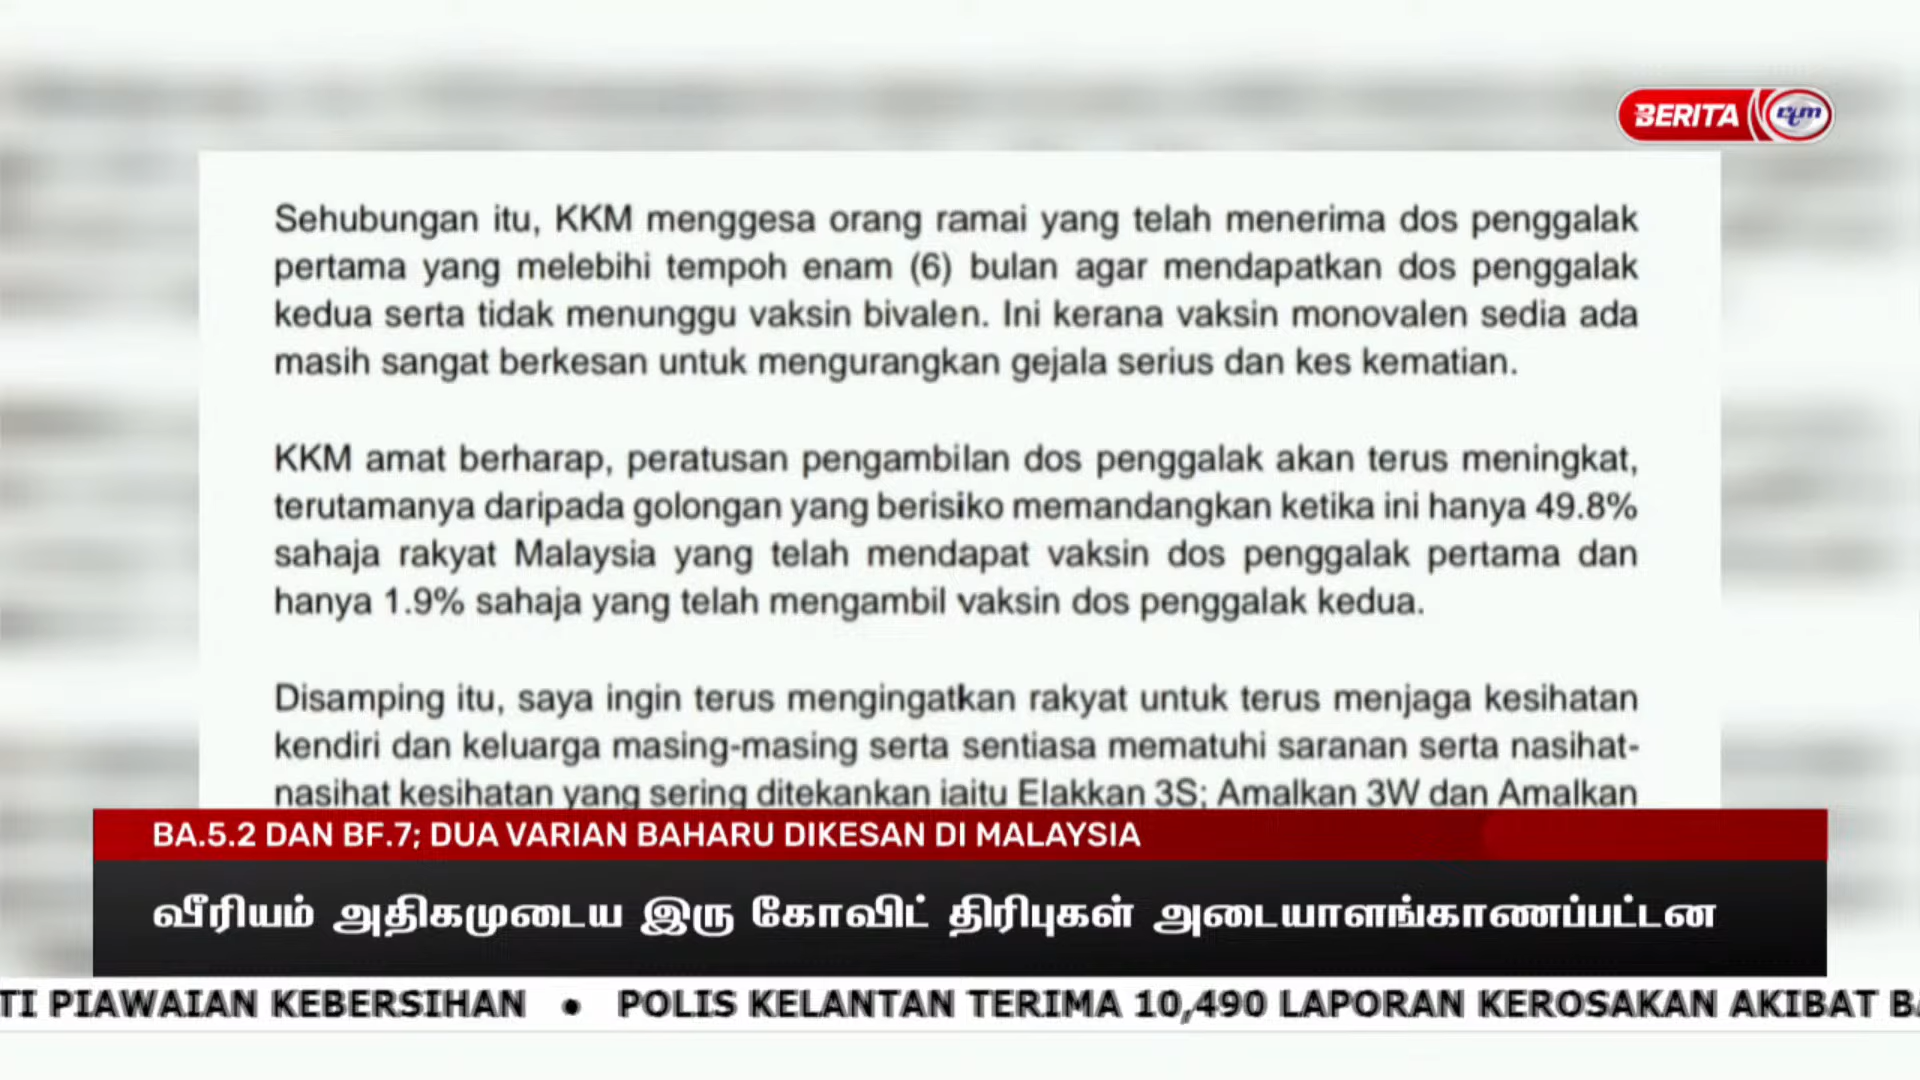 BERITA rtm
Sehubungan itu, KKM menggesa orang ramai yang telah menerima dos penggalak
pertama yang melebihi tempoh enam (6) bulan agar mendapatkan dos penggalak
kedua serta tidak menunggu vaksin bivalen. Ini kerana vaksin monovalen sedia ada
masih sangat berkesan untuk mengurangkan gejala serius dan kes kematian.
KKM amat berharap, peratusan pengambilan dos penggalak akan terus meningkat,
terutamanya daripada golongan yang berisiko memandangkan ketika ini hanya 49.8%
sahaja rakyat Malaysia yang telah mendapat vaksin dos penggalak pertama dan
hanya 1.9% sahaja yang telah mengambil vaksin dos penggalak kedua.
Disamping itu, saya ingin terus mengingatkan rakyat untuk terus menjaga kesihatan
kendiri dan keluarga masing-masing serta sentiasa mematuhi saranan serta nasihat-
nasihat kesihatan yang sering ditekankan iaitu Elakkan 3S; Amalkan 3W dan Amalkan
BA.5.2 DAN BF.7; DUA VARIAN BAHARU DIKESAN DI MALAYSIA
வீரியம் அதிகமுடைய இரு கோவிட் திரிபுகள் அடையாளங்காணப்பட்டன
TI PIAWAIAN KEBERSIHAN • POLIS KELANTAN TERIMA 10,490 LAPORAN KEROSAKAN AKIBAT BA